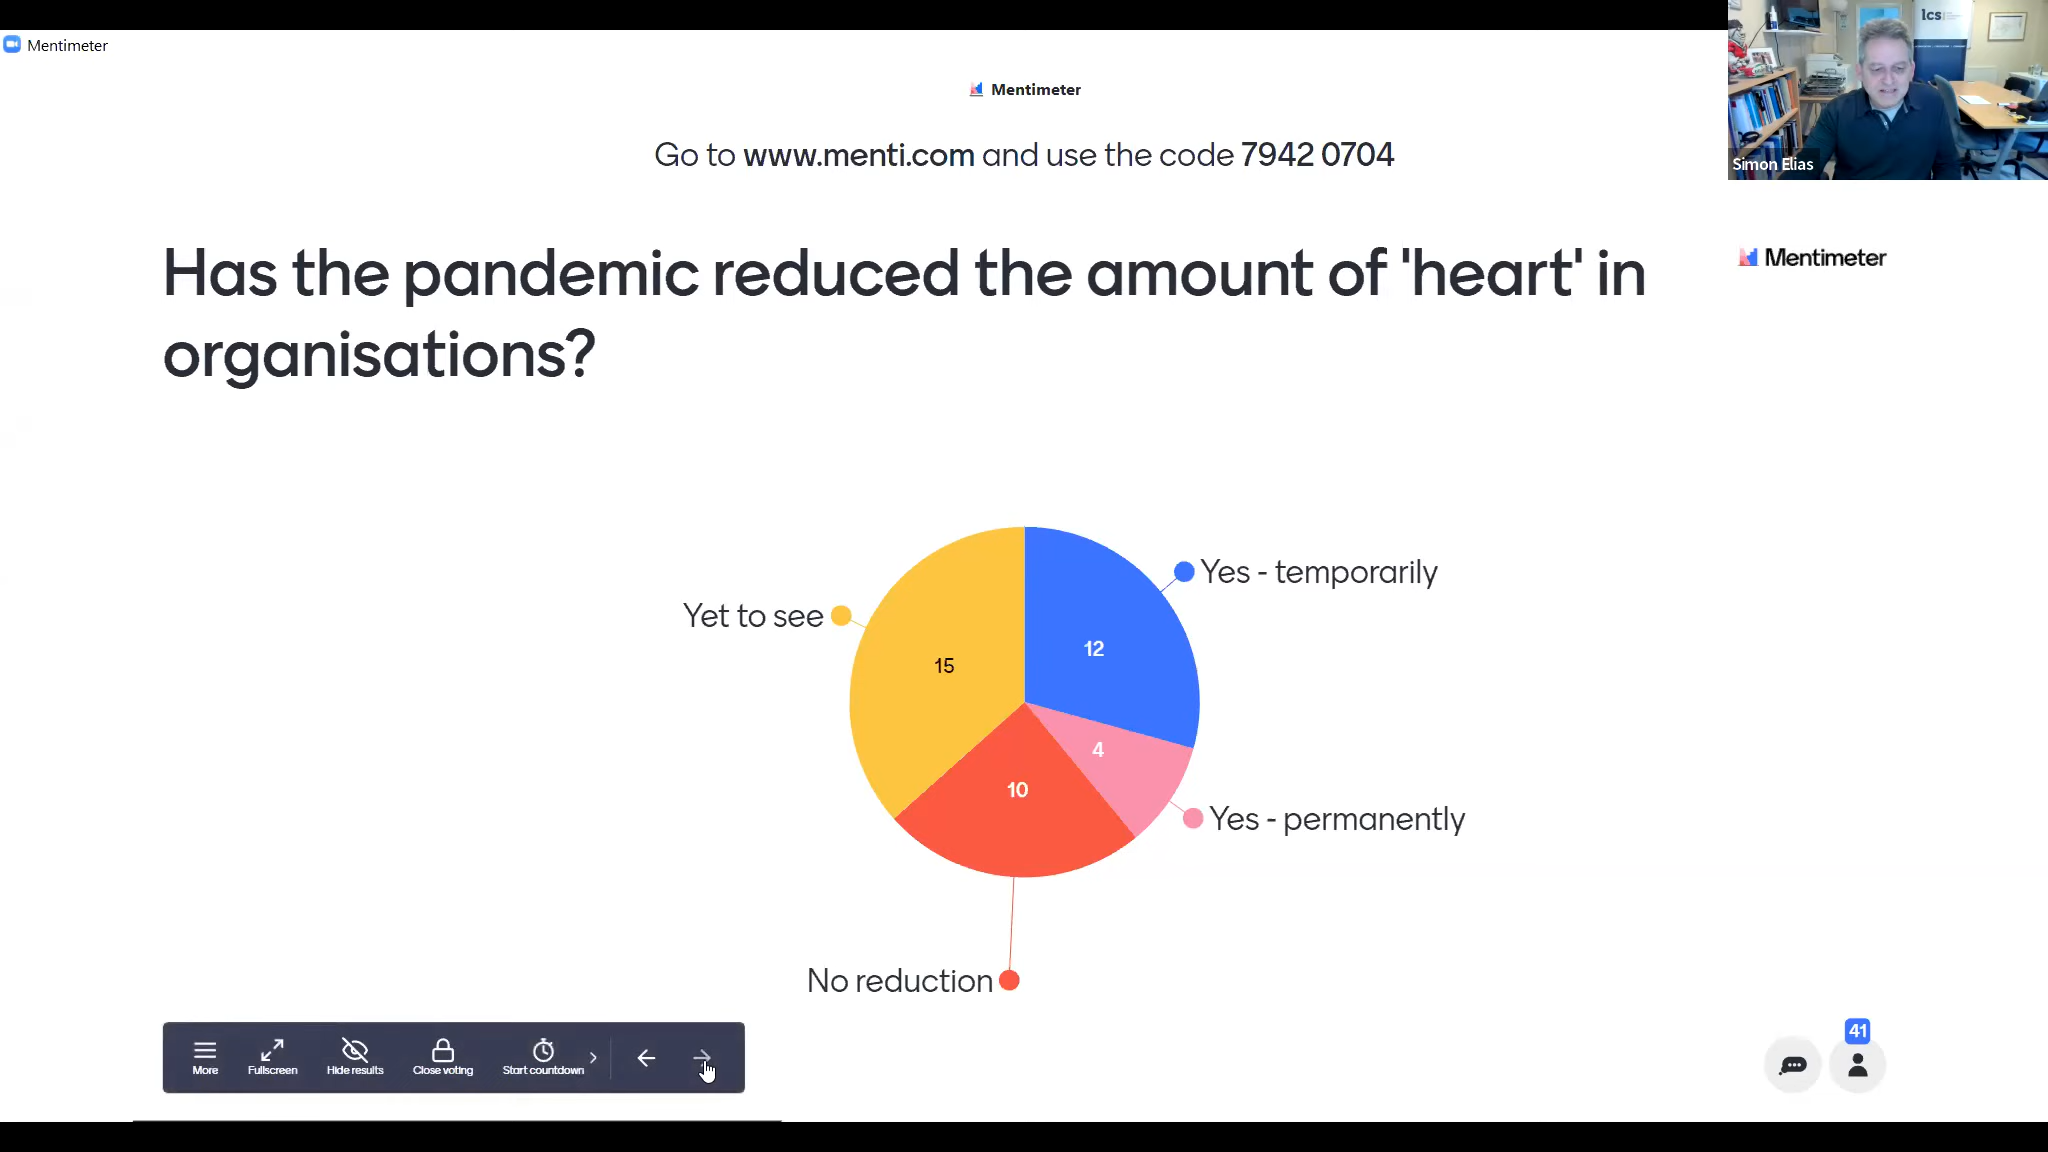 Mentimeter
Mentimeter
Go to www.menti.com and use the code 7942 0704
lcs
Simon Elias
Has the pandemic reduced the amount of 'heart' in
organisations?
Mentimeter
Yes - temporarily
Yet to see
12
15
4
10
Yes - permanently
No reduction
41
More
Fullscreen
Hide results
Close voting
Start countdown